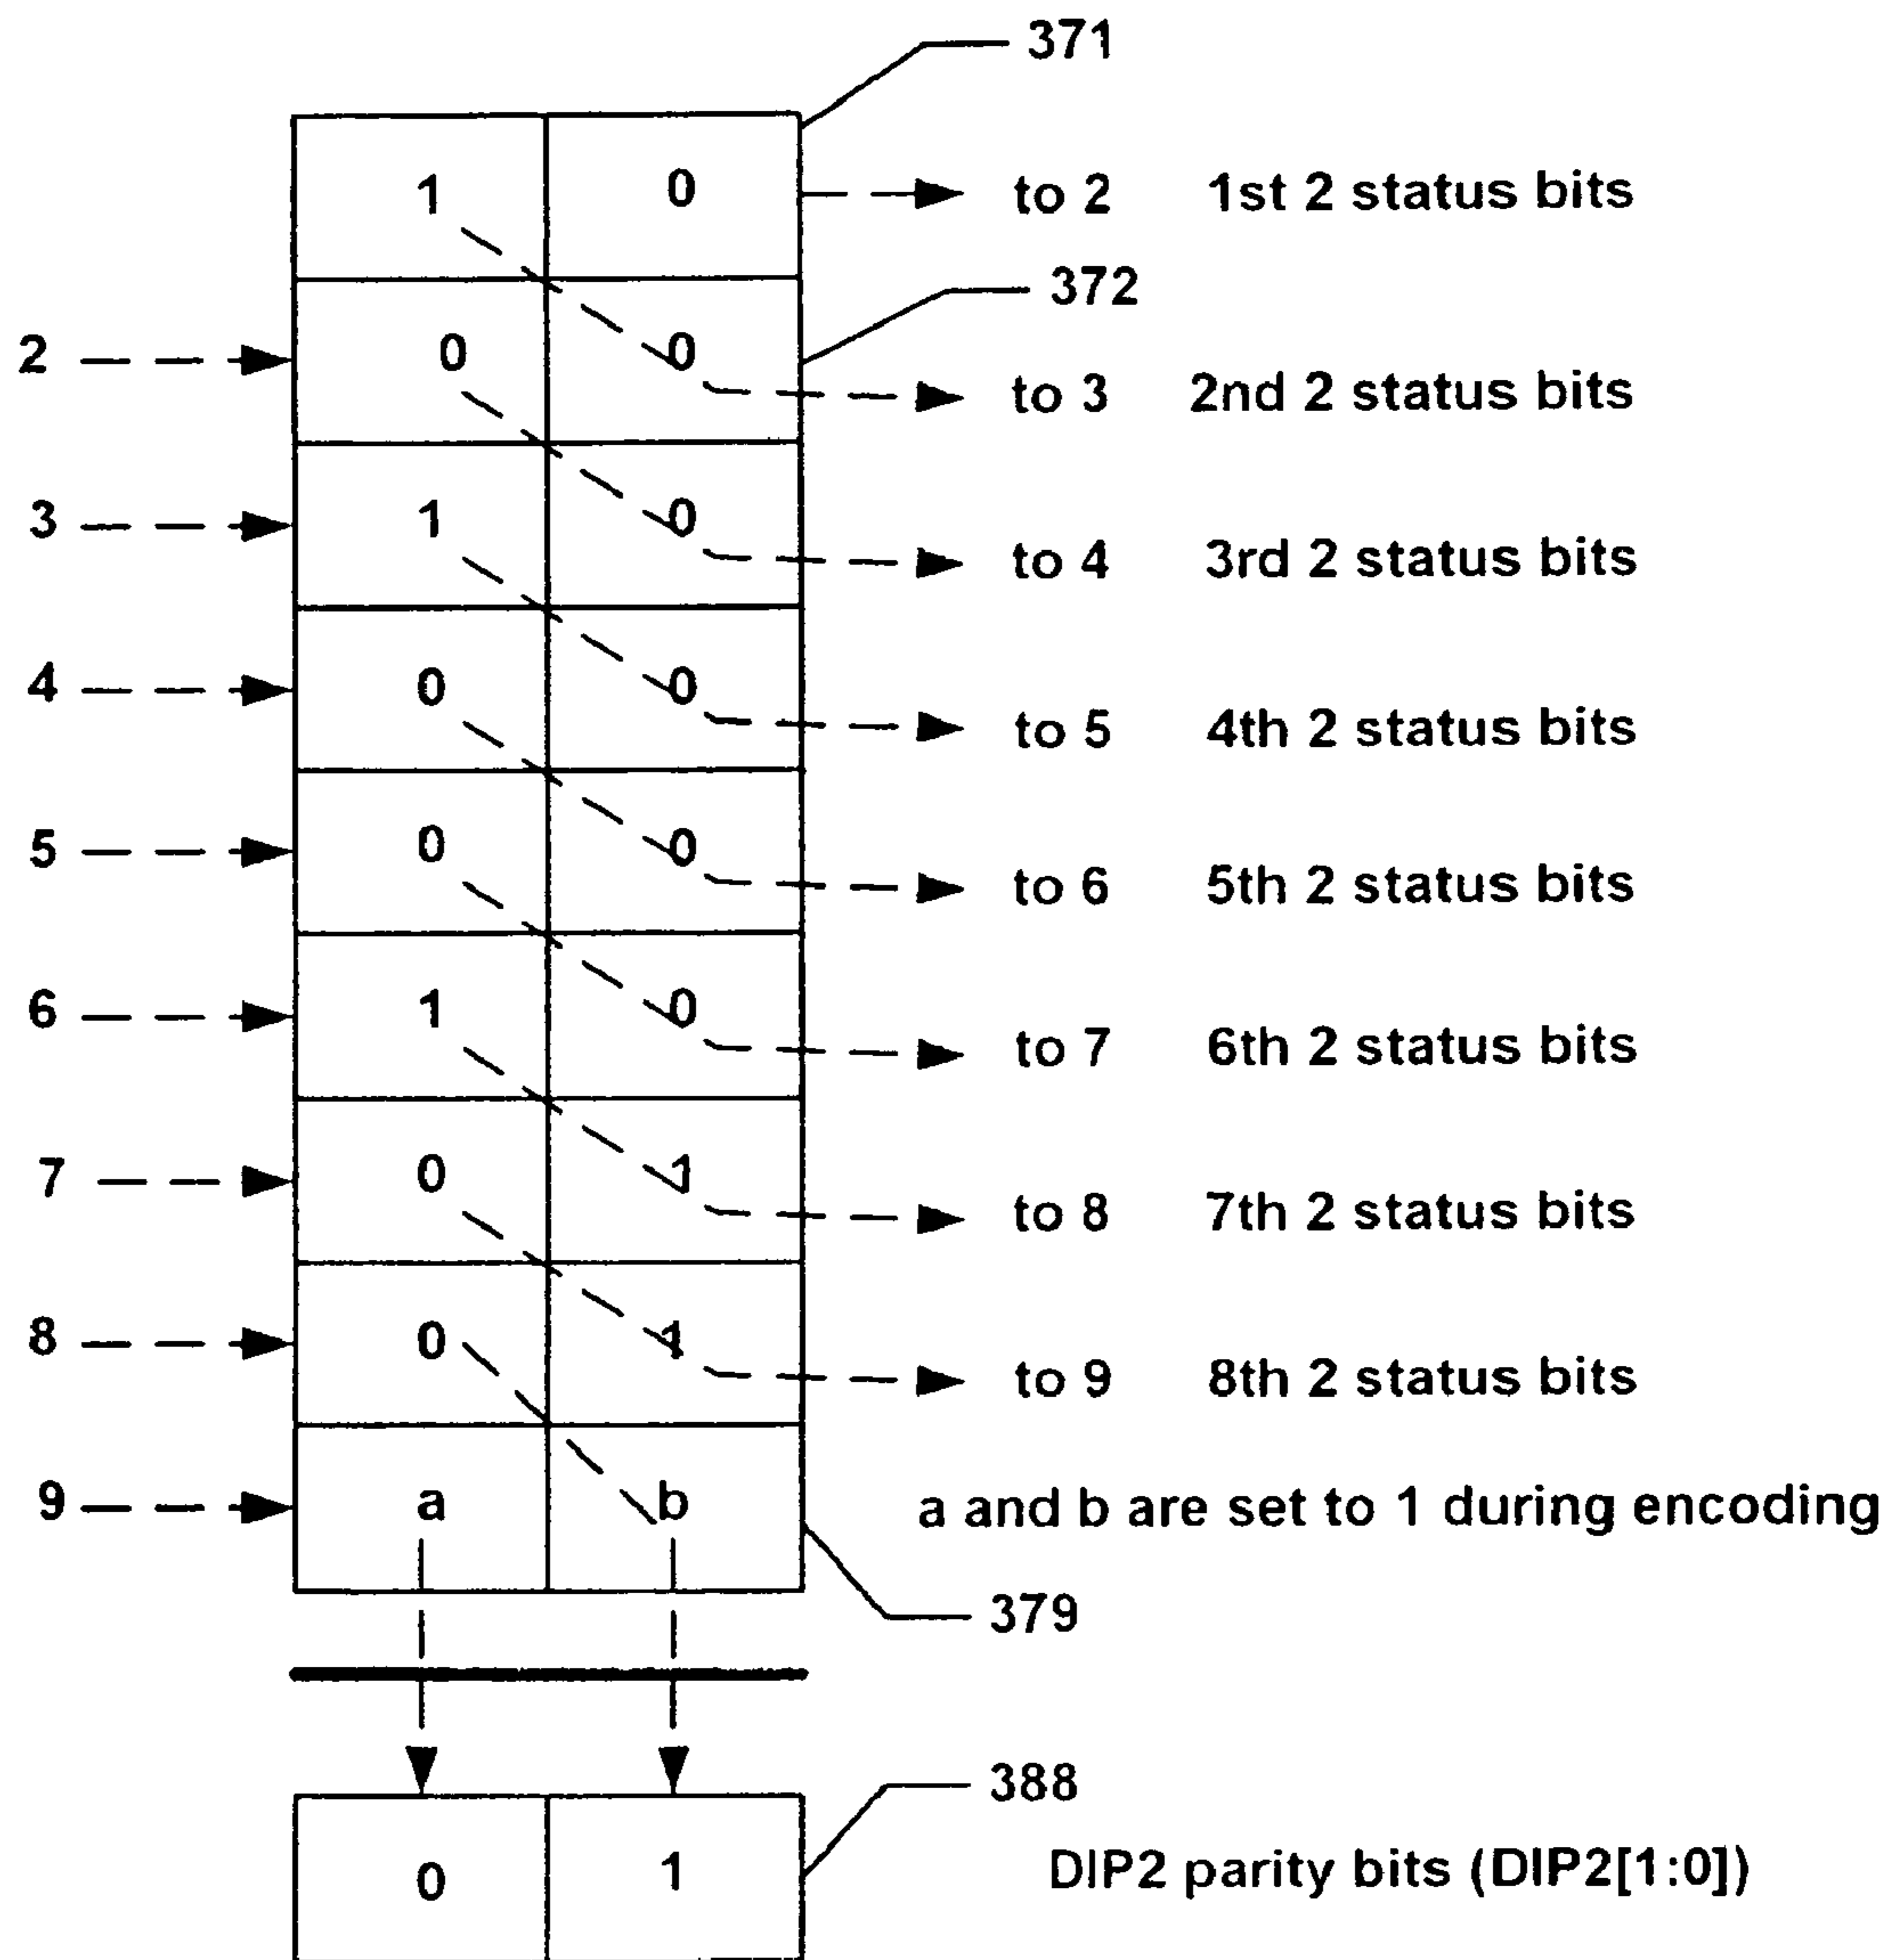 371
1 0 to 2 1st 2 status bits
372
2 0 0
to 3 2nd 2 status bits
3 1 0
to 4 3rd 2 status bits
4 0 0
to 5 4th 2 status bits
5 0 0
to 6 5th 2 status bits
6 1 0
to 7 6th 2 status bits
7 0 1
to 8 7th 2 status bits
8 0 1
to 9 8th 2 status bits
9 a b a and b are set to 1 during encoding
379
388
0 1 DIP2 parity bits (DIP2[1:0])